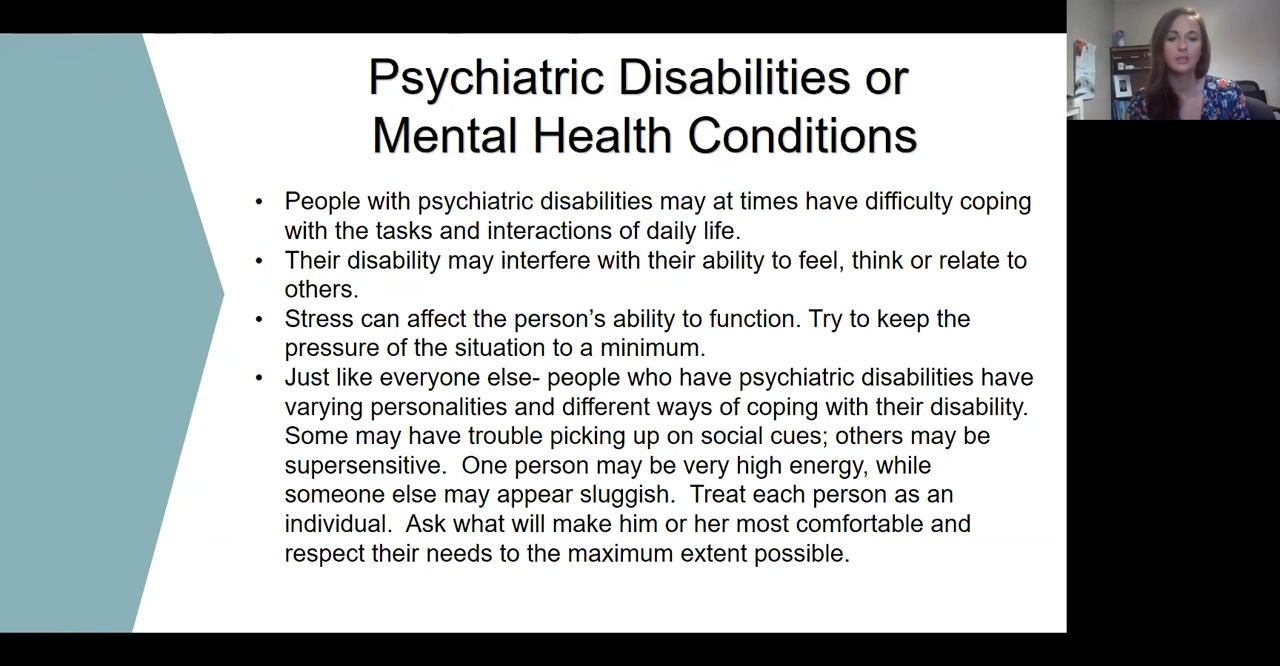 Psychiatric Disabilities or
Mental Health Conditions
• People with psychiatric disabilities may at times have difficulty coping
with the tasks and interactions of daily life.
• Their disability may interfere with their ability to feel, think or relate to
others.
• Stress can affect the person’s ability to function. Try to keep the
pressure of the situation to a minimum.
• Just like everyone else- people who have psychiatric disabilities have
varying personalities and different ways of coping with their disability.
Some may have trouble picking up on social cues; others may be
supersensitive.  One person may be very high energy, while
someone else may appear sluggish.  Treat each person as an
individual.  Ask what will make him or her most comfortable and
respect their needs to the maximum extent possible.